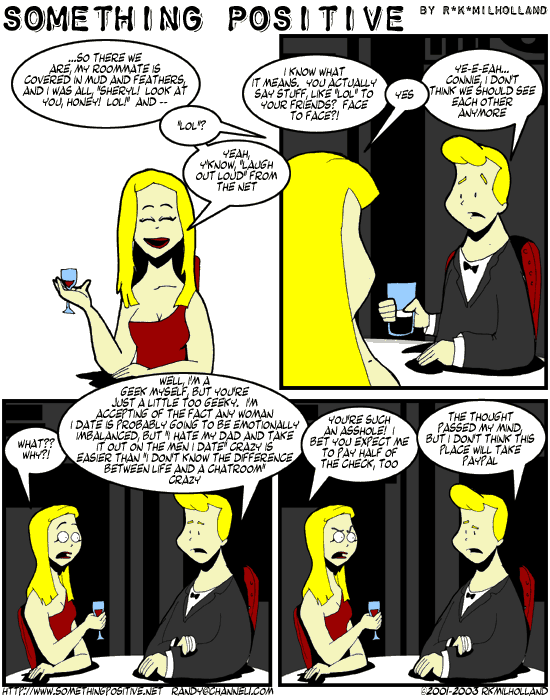 SOMETHING POSITIVE BY R*K*MILHOLLAND
...SO THERE WE
ARE, MY ROOMMATE IS
COVERED IN MUD AND FEATHERS,
AND I WAS ALL, "SHERYL! LOOK AT
YOU, HONEY! LOL!" AND --
"LOL"?
YEAH,
Y'KNOW, "LAUGH
OUT LOUD" FROM
THE NET
I KNOW WHAT
IT MEANS. YOU ACTUALLY
SAY STUFF, LIKE "LOL" TO
YOUR FRIENDS? FACE
TO FACE?!
YES
YE-E-EAH...
CONNIE, I DON'T
THINK WE SHOULD SEE
EACH OTHER
ANYMORE
WHAT??
WHY?!
WELL, I'M A
GEEK MYSELF, BUT YOU'RE
JUST A LITTLE TOO GEEKY. I'M
ACCEPTING OF THE FACT ANY WOMAN
I DATE IS PROBABLY GOING TO BE EMOTIONALLY
IMBALANCED, BUT "I HATE MY DAD AND TAKE
IT OUT ON THE MEN I DATE" CRAZY IS
EASIER THAN "I DON'T KNOW THE DIFFERENCE
BETWEEN LIFE AND A CHATROOM"
CRAZY
YOU'RE SUCH
AN ASSHOLE! I
BET YOU EXPECT ME
TO PAY HALF OF
THE CHECK, TOO
THE THOUGHT
PASSED MY MIND,
BUT I DON'T THINK THIS
PLACE WILL TAKE
PAYPAL
HTTP://WWW.SOMETHINGPOSITIVE.NET RANDY@CHANNEL1.COM ©2001-2003 RKMILHOLLAND